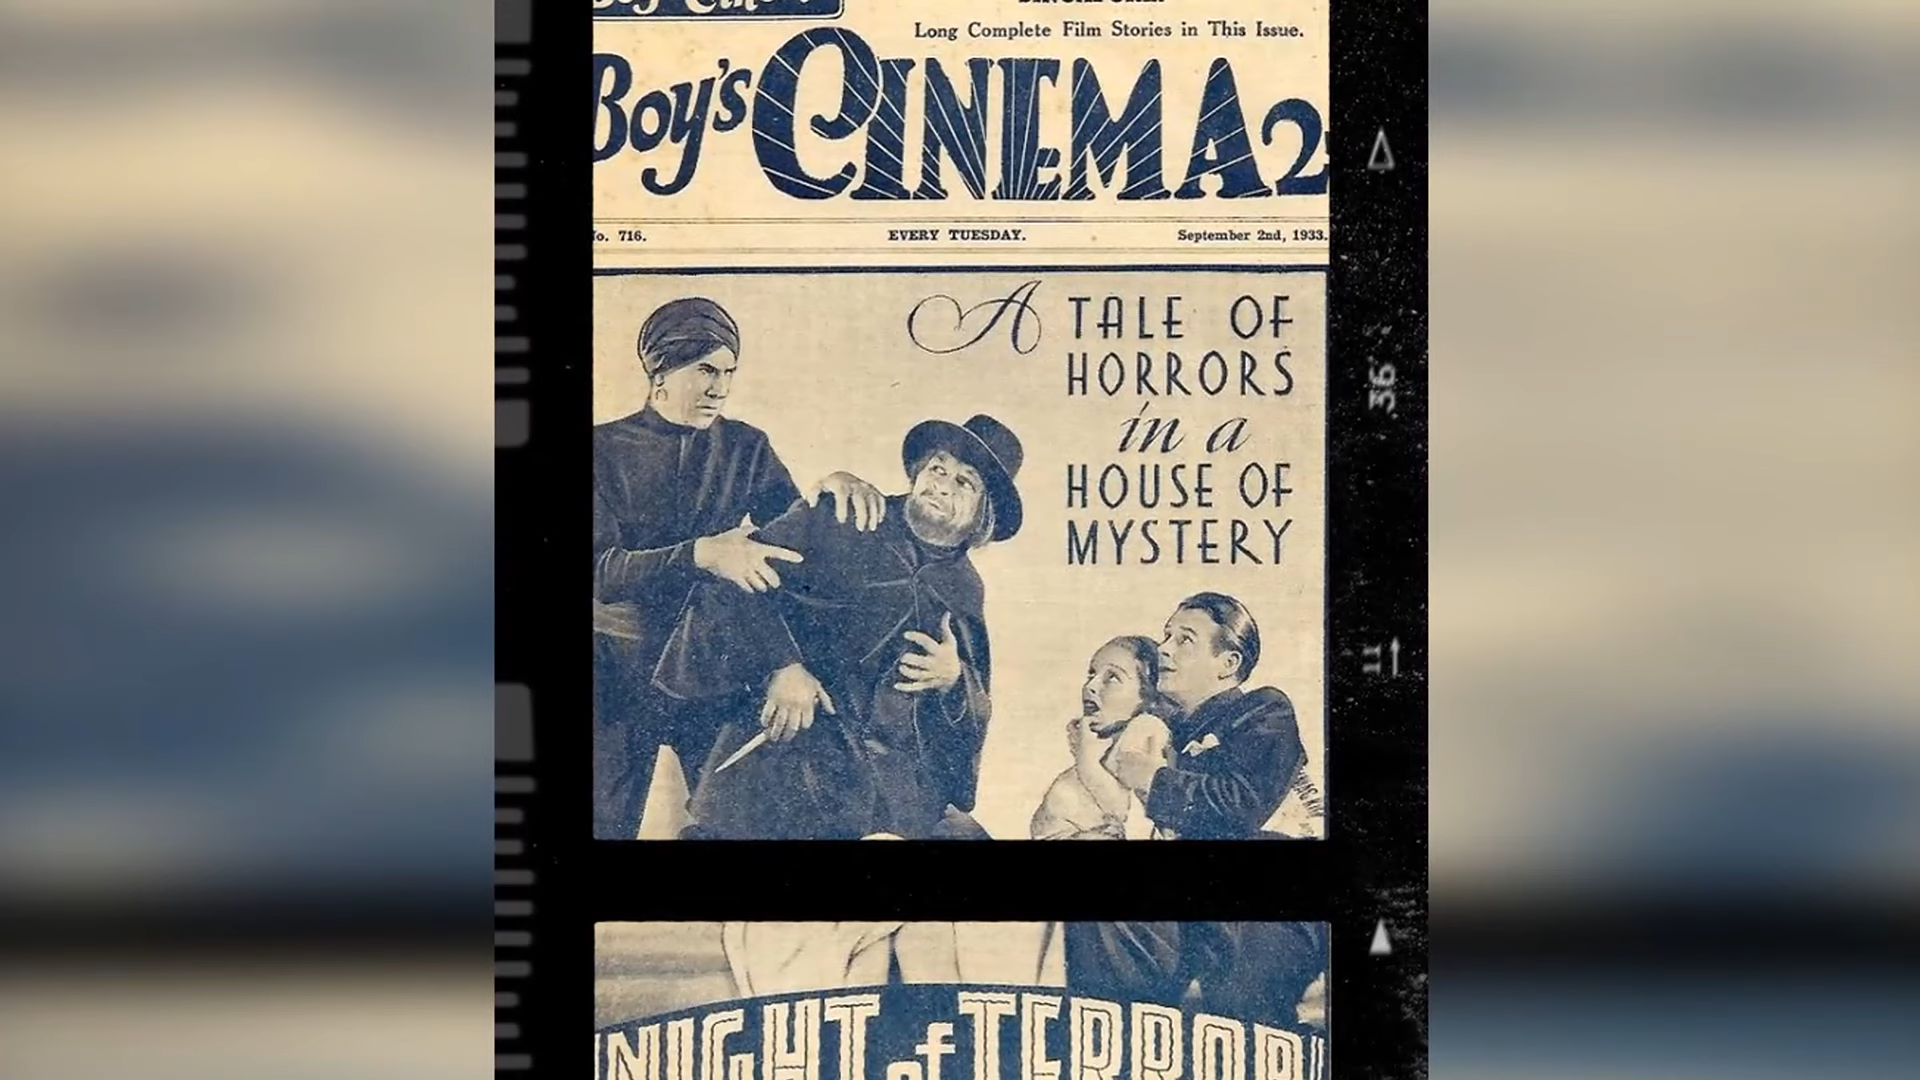 Long Complete Film Stories in This Issue.
Boy's CINEMA 2
No. 716. EVERY TUESDAY. September 2nd, 1933.
A TALE OF
HORRORS
in a
HOUSE OF
MYSTERY
36
11
NIGHT of TERROR"